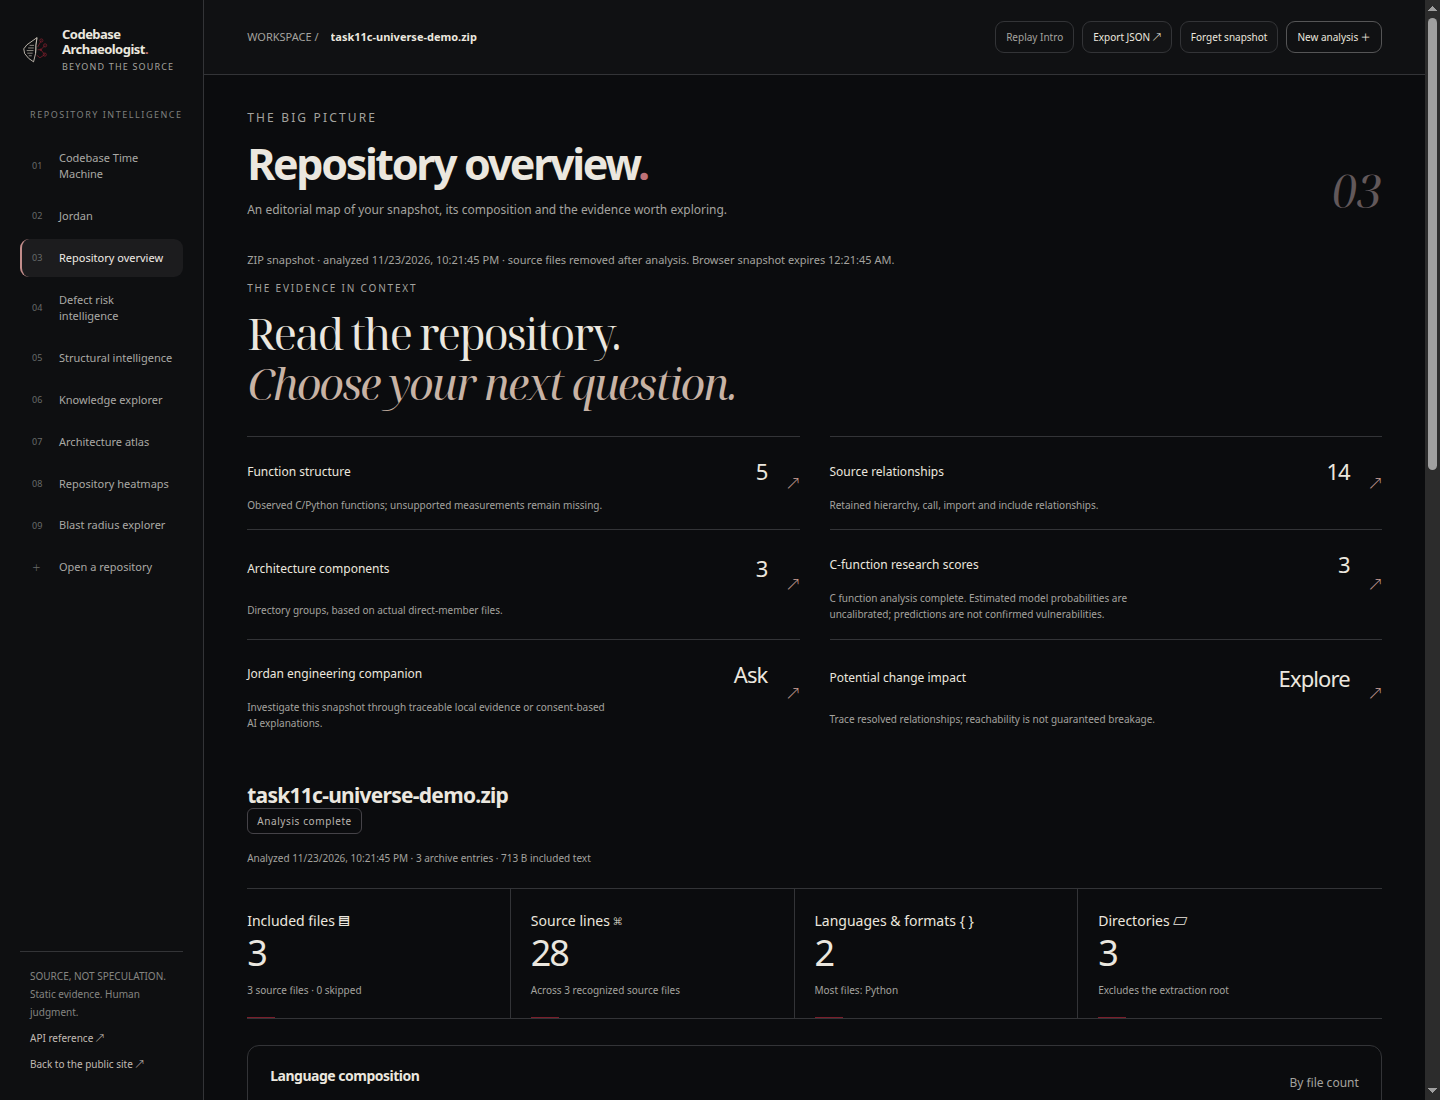 Codebase
Archaeologist.
BEYOND THE SOURCE
REPOSITORY INTELLIGENCE
01 Codebase Time
Machine
02 Jordan
03 Repository overview
04 Defect risk
intelligence
05 Structural intelligence
06 Knowledge explorer
07 Architecture atlas
08 Repository heatmaps
09 Blast radius explorer
+ Open a repository
SOURCE, NOT SPECULATION.
Static evidence. Human
judgment.
API reference ↗
Back to the public site ↗
WORKSPACE / task11c-universe-demo.zip
Replay Intro
Export JSON ↗
Forget snapshot
New analysis +
THE BIG PICTURE
Repository overview.
An editorial map of your snapshot, its composition and the evidence worth exploring.
03
ZIP snapshot · analyzed 11/23/2026, 10:21:45 PM · source files removed after analysis. Browser snapshot expires 12:21:45 AM.
THE EVIDENCE IN CONTEXT
Read the repository.
Choose your next question.
Function structure 5 ↗
Observed C/Python functions; unsupported measurements remain missing.
Source relationships 14 ↗
Retained hierarchy, call, import and include relationships.
Architecture components 3 ↗
Directory groups, based on actual direct-member files.
C-function research scores 3 ↗
C function analysis complete. Estimated model probabilities are
uncalibrated; predictions are not confirmed vulnerabilities.
Jordan engineering companion Ask ↗
Investigate this snapshot through traceable local evidence or consent-based
AI explanations.
Potential change impact Explore ↗
Trace resolved relationships; reachability is not guaranteed breakage.
task11c-universe-demo.zip
Analysis complete
Analyzed 11/23/2026, 10:21:45 PM · 3 archive entries · 713 B included text
Included files ▤
3
3 source files · 0 skipped
Source lines ⌘
28
Across 3 recognized source files
Languages & formats { }
2
Most files: Python
Directories ▱
3
Excludes the extraction root
Language composition
By file count